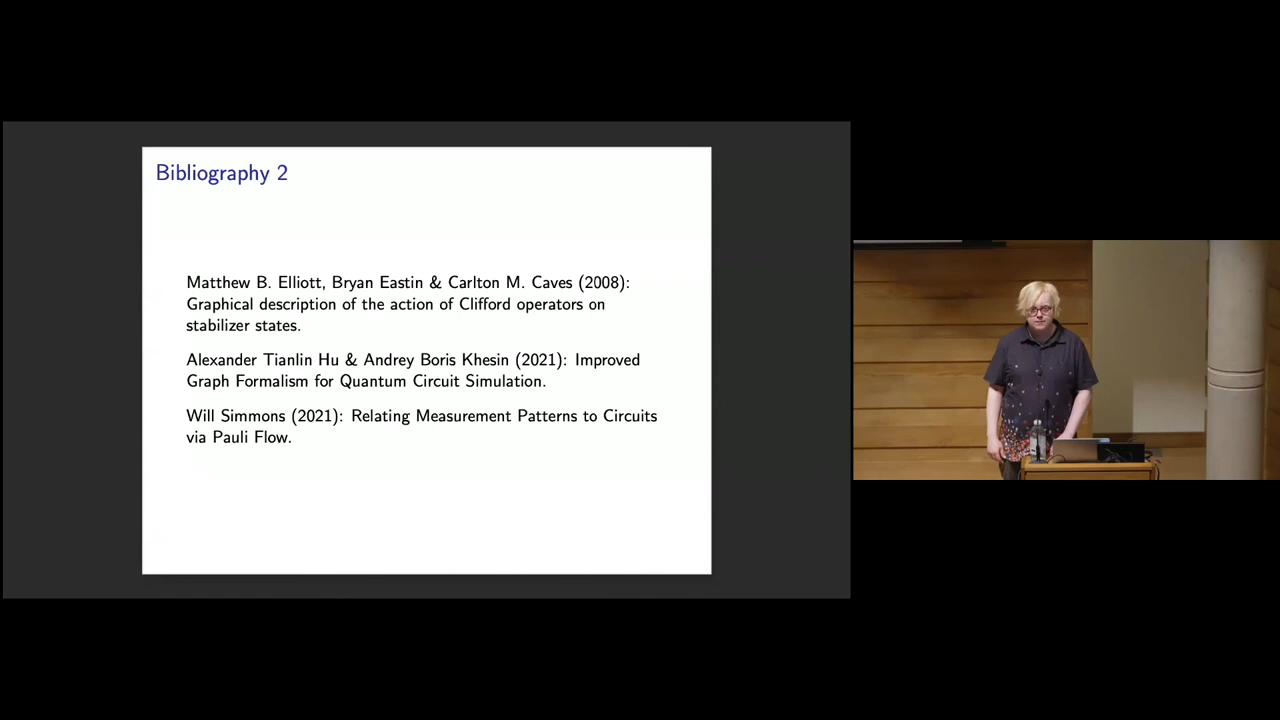 Bibliography 2
Matthew B. Elliott, Bryan Eastin & Carlton M. Caves (2008):
Graphical description of the action of Clifford operators on
stabilizer states.
Alexander Tianlin Hu & Andrey Boris Khesin (2021): Improved
Graph Formalism for Quantum Circuit Simulation.
Will Simmons (2021): Relating Measurement Patterns to Circuits
via Pauli Flow.